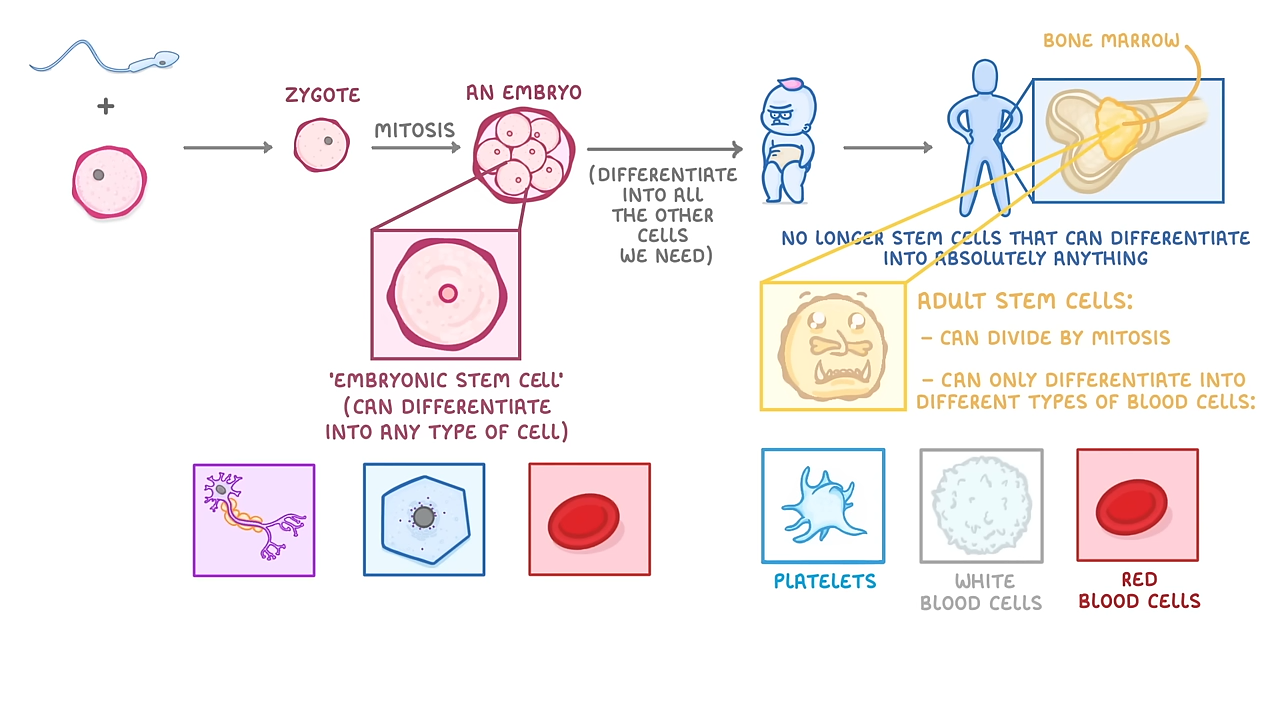 BONE MARROW
ZYGOTE
AN EMBRYO
MITOSIS
+
(DIFFERENTIATE
INTO ALL
THE OTHER
CELLS
WE NEED)
NO LONGER STEM CELLS THAT CAN DIFFERENTIATE
INTO ABSOLUTELY ANYTHING
ADULT STEM CELLS:
- CAN DIVIDE BY MITOSIS
- CAN ONLY DIFFERENTIATE INTO
DIFFERENT TYPES OF BLOOD CELLS:
'EMBRYONIC STEM CELL'
(CAN DIFFERENTIATE
INTO ANY TYPE OF CELL)
PLATELETS
WHITE
BLOOD CELLS
RED
BLOOD CELLS